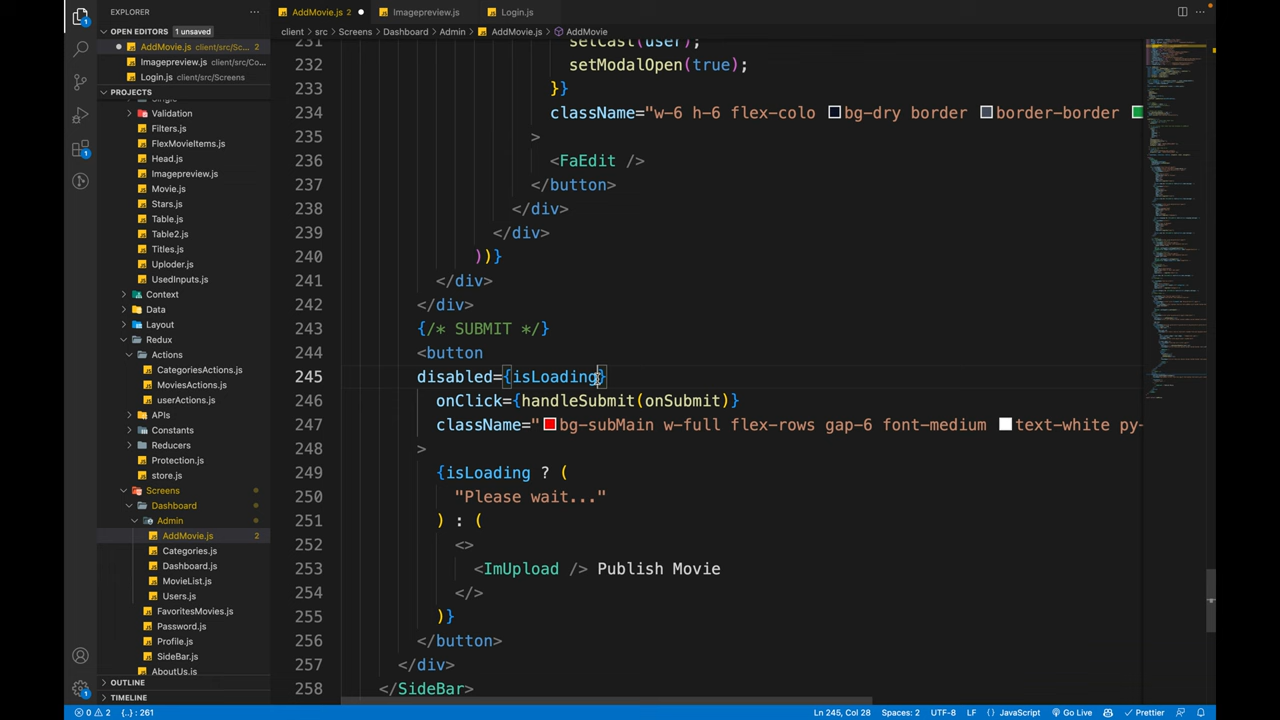 EXPLORER
OPEN EDITORS 1 unsaved
AddMovie.js client/src/Sc... 2
Imagepreview.js client/src/Co...
Login.js client/src/Screens
PROJECTS
Validation
Filters.js
FlexMovieItems.js
Head.js
Imagepreview.js
Movie.js
Stars.js
Table.js
Table2.js
Titles.js
Uploder.js
UsedInputs.js
Context
Data
Layout
Redux
Actions
CategoriesActions.js
MoviesActions.js
userActions.js
APIs
Constants
Reducers
Protection.js
store.js
Screens
Dashboard
Admin
AddMovie.js 2
Categories.js
Dashboard.js
MovieList.js
Users.js
FavoritesMovies.js
Password.js
Profile.js
SideBar.js
AboutUs.js
OUTLINE
TIMELINE
AddMovie.js 2
Imagepreview.js
Login.js
client > src > Screens > Dashboard > Admin > AddMovie.js > AddMovie
231 setCast(user);
232 setModalOpen(true);
233 }}
234 className="w-6 h-6 flex-colo bg-dry border border-border
235 >
236 <FaEdit />
237 </button>
238 </div>
239 </div>
240 ))}
241 </div>
242 </div>
243 {/* SUBMIT */}
244 <button
245 disabled={isLoading}
246 onClick={handleSubmit(onSubmit)}
247 className="bg-subMain w-full flex-rows gap-6 font-medium text-white py-
248 >
249 {isLoading ? (
250 "Please wait..."
251 ) : (
252 <>
253 <ImUpload /> Publish Movie
254 </>
255 )}
256 </button>
257 </div>
258 </SideBar>
0 2 {..} : 261 Ln 245, Col 28 Spaces: 2 UTF-8 LF {} JavaScript Go Live Prettier